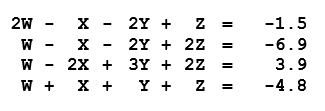 2W - X - 2Y + Z = -1.5
W - X - 2Y + 2Z = -6.9
W - 2X + 3Y + 2Z = 3.9
W + X + Y + Z = -4.8